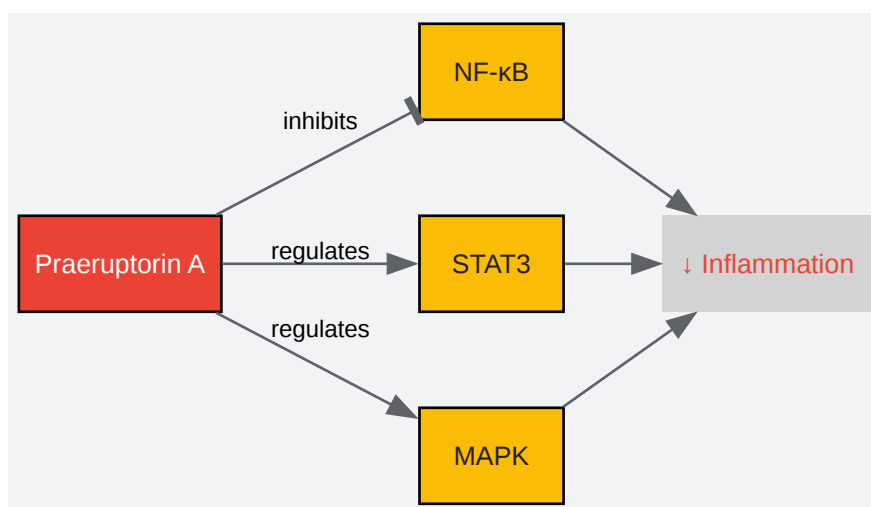 NF-κB
inhibits
Praeruptorin A
regulates
STAT3
↓ Inflammation
regulates
MAPK